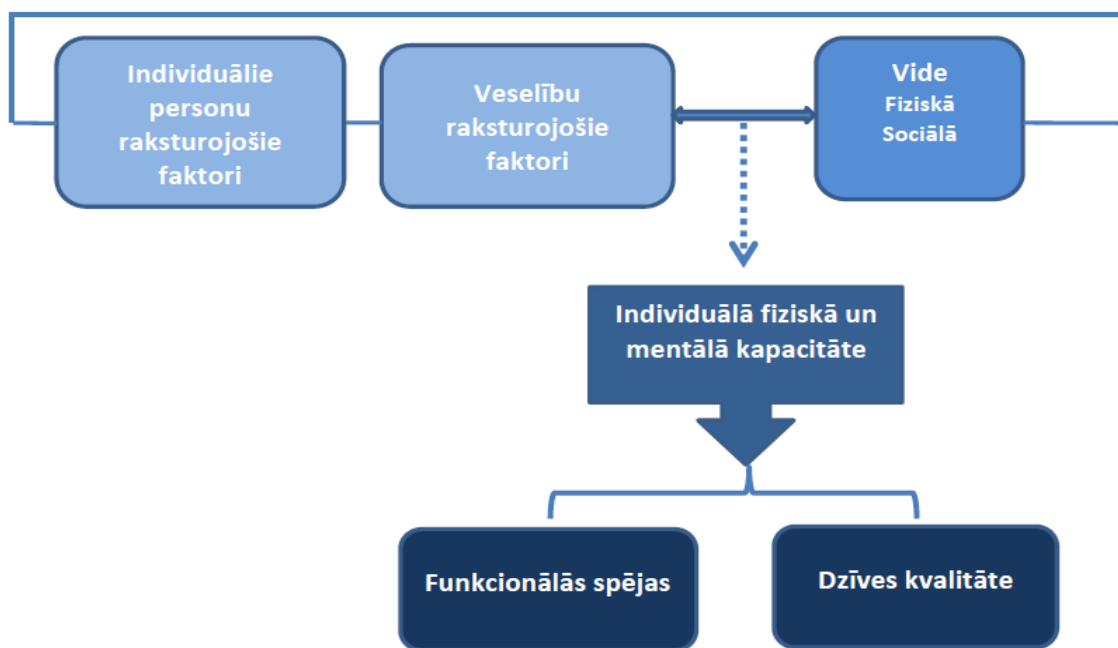 Individuālie
personu
raksturojošie
faktori
Veselību
raksturojošie
faktori
Vide
Fiziskā
Sociālā
Individuālā fiziskā un
mentālā kapacitāte
Funkcionālās spējas
Dzīves kvalitāte